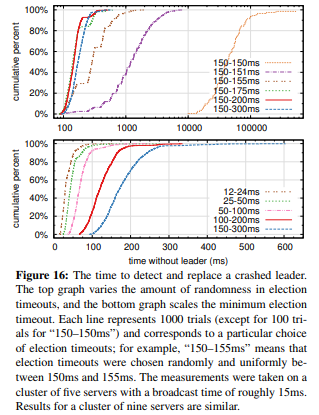 100%
80%
60%
40%
20%
0%
cumulative percent
150-150ms
150-151ms
150-155ms
150-175ms
150-200ms
150-300ms
100 1000 10000 100000
100%
80%
60%
40%
20%
0%
cumulative percent
12-24ms
25-50ms
50-100ms
100-200ms
150-300ms
0 100 200 300 400 500 600
time without leader (ms)
Figure 16: The time to detect and replace a crashed leader.
The top graph varies the amount of randomness in election
timeouts, and the bottom graph scales the minimum election
timeout. Each line represents 1000 trials (except for 100 tri-
als for “150–150ms”) and corresponds to a particular choice
of election timeouts; for example, “150–155ms” means that
election timeouts were chosen randomly and uniformly be-
tween 150ms and 155ms. The measurements were taken on a
cluster of five servers with a broadcast time of roughly 15ms.
Results for a cluster of nine servers are similar.